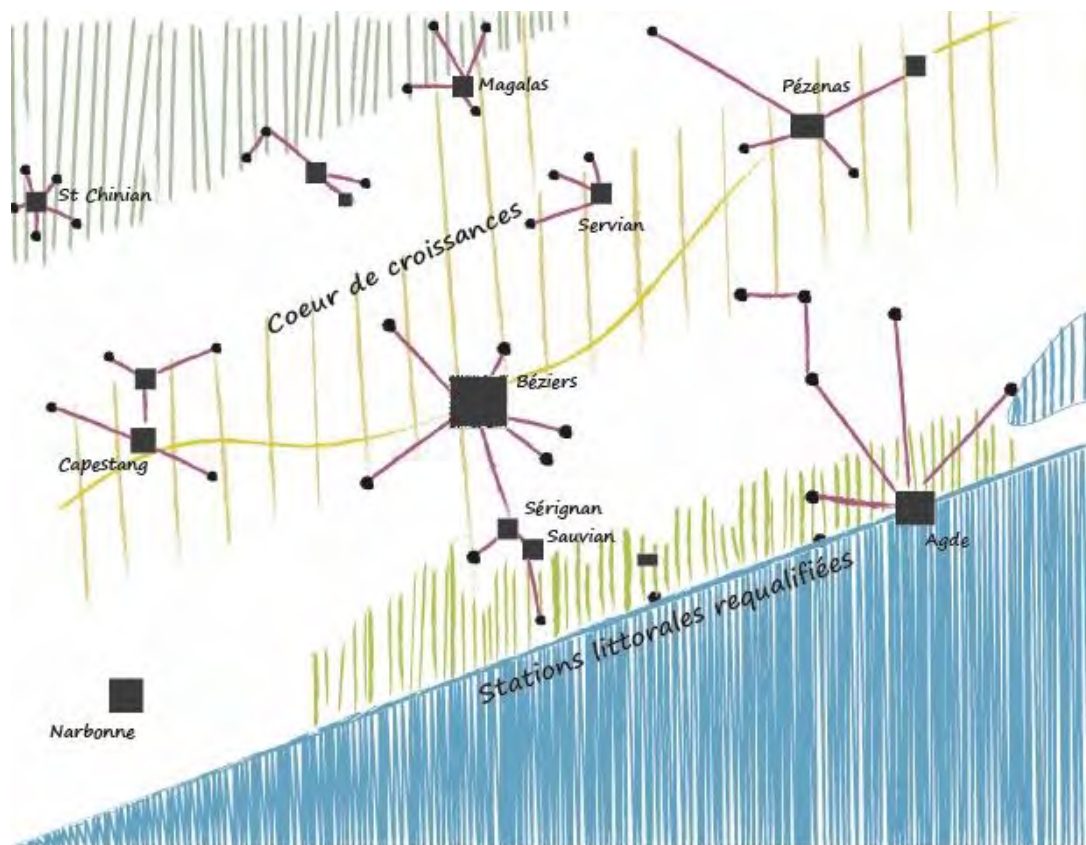 Magalas
Pézenas
St Chinian
Servian
Coeur de croissances
Béziers
Capestang
Sérignan
Sauvian
Agde
Stations littorales requalifiées
Narbonne